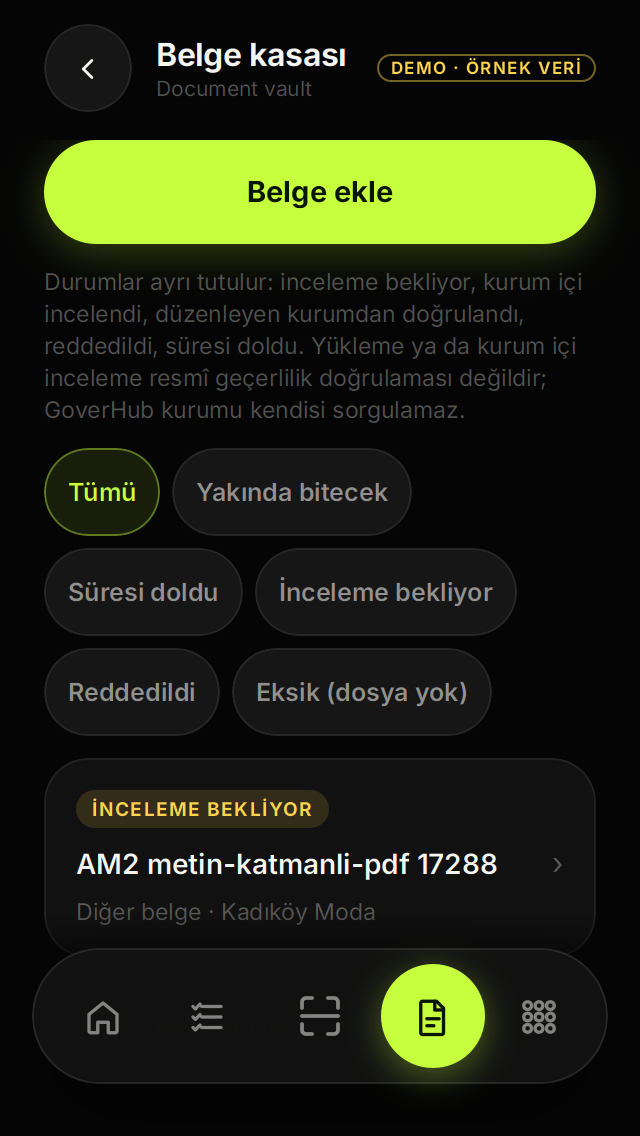 Belge kasası
Document vault
DEMO · ÖRNEK VERİ
Belge ekle
Durumlar ayrı tutulur: inceleme bekliyor, kurum içi
incelendi, düzenleyen kurumdan doğrulandı,
reddedildi, süresi doldu. Yükleme ya da kurum içi
inceleme resmî geçerlilik doğrulaması değildir;
GoverHub kurumu kendisi sorgulamaz.
Tümü
Yakında bitecek
Süresi doldu
İnceleme bekliyor
Reddedildi
Eksik (dosya yok)
İNCELEME BEKLİYOR
AM2 metin-katmanli-pdf 17288
Diğer belge · Kadıköy Moda